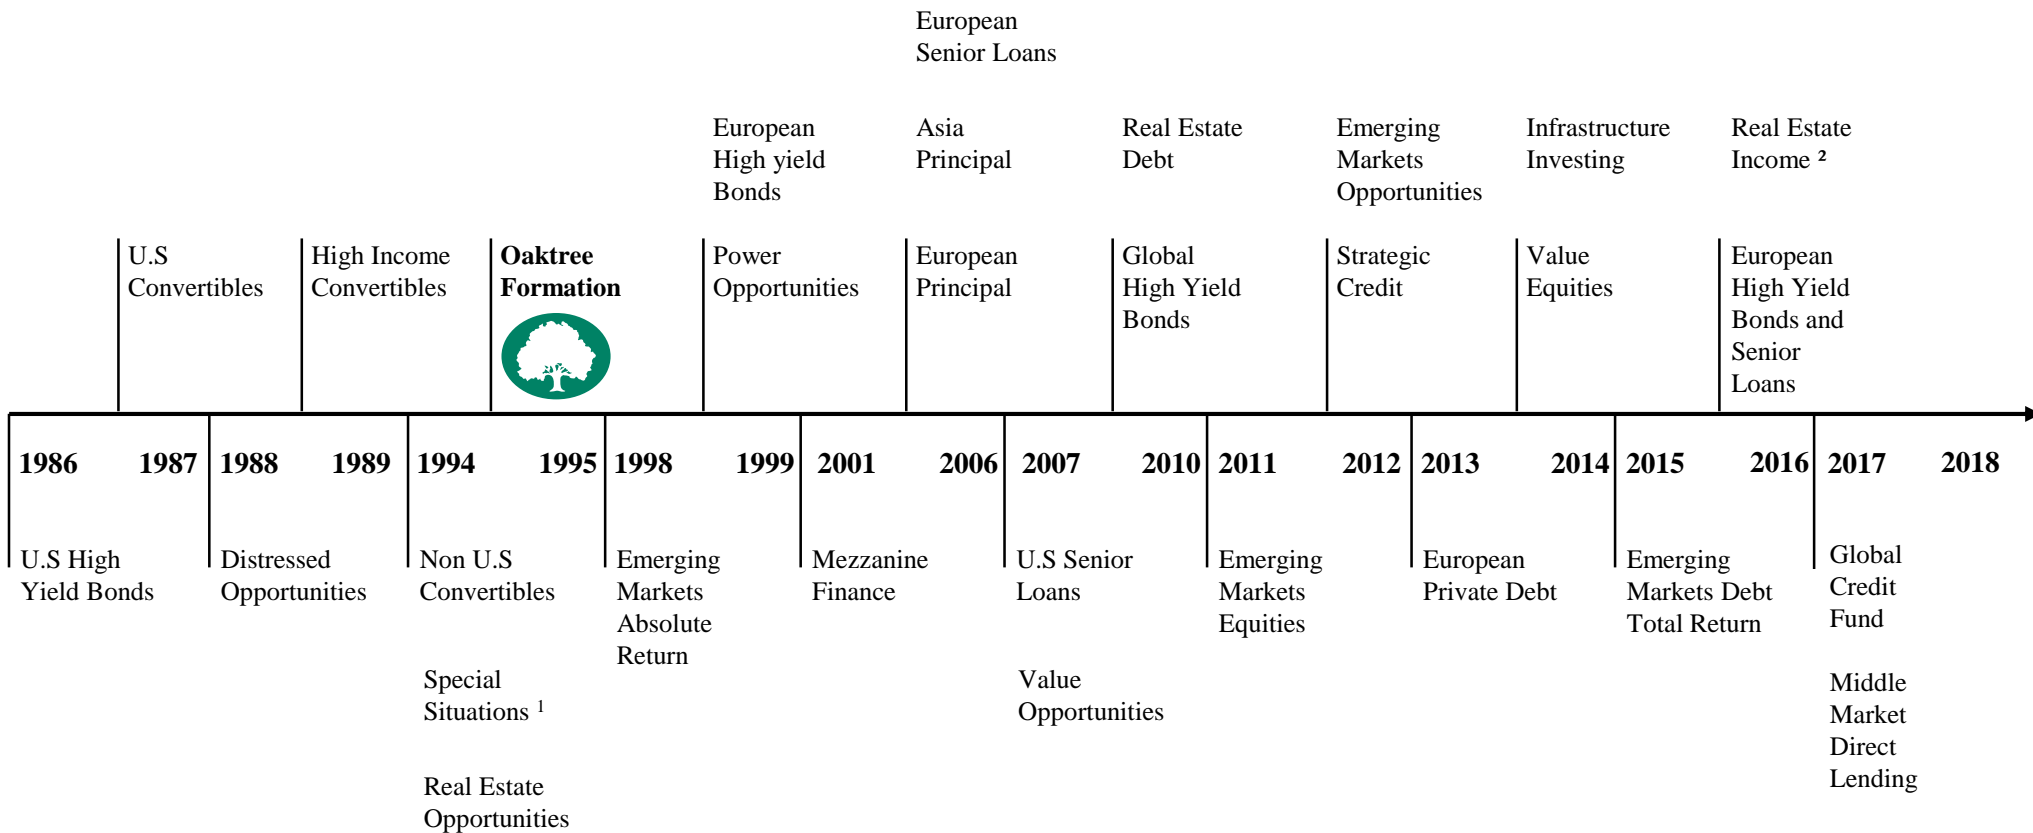 European
Senior Loans
European
High yield
Bonds
Asia
Principal
Real Estate
Debt
Emerging
Markets
Opportunities
Infrastructure
Investing
Real Estate
Income ²
U.S
Convertibles
High Income
Convertibles
Oaktree
Formation
Power
Opportunities
European
Principal
Global
High Yield
Bonds
Strategic
Credit
Value
Equities
European
High Yield
Bonds and
Senior
Loans
1986 1987 1988 1989 1994 1995 1998 1999 2001 2006 2007 2010 2011 2012 2013 2014 2015 2016 2017 2018
U.S High
Yield Bonds
Distressed
Opportunities
Non U.S
Convertibles
Emerging
Markets
Absolute
Return
Mezzanine
Finance
U.S Senior
Loans
Emerging
Markets
Equities
European
Private Debt
Emerging
Markets Debt
Total Return
Global
Credit
Fund
Special
Situations ¹
Value
Opportunities
Middle
Market
Direct
Lending
Real Estate
Opportunities